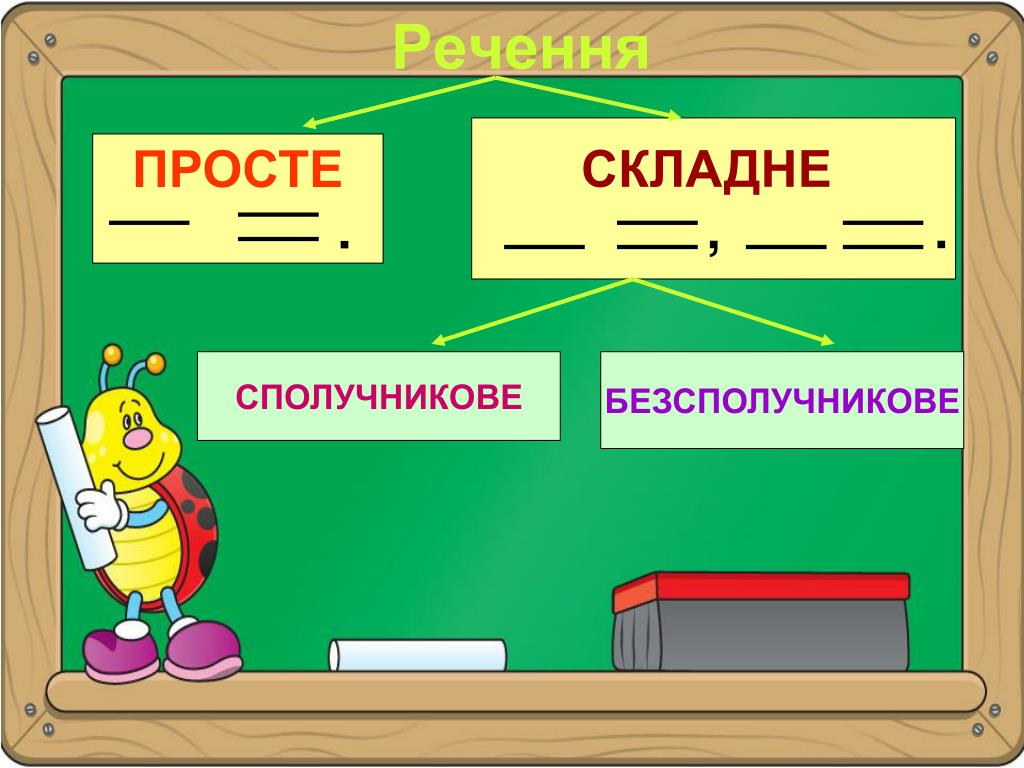 Речення
ПРОСТЕ
.
СКЛАДНЕ
, .
СПОЛУЧНИКОВЕ
БЕЗСПОЛУЧНИКОВЕ